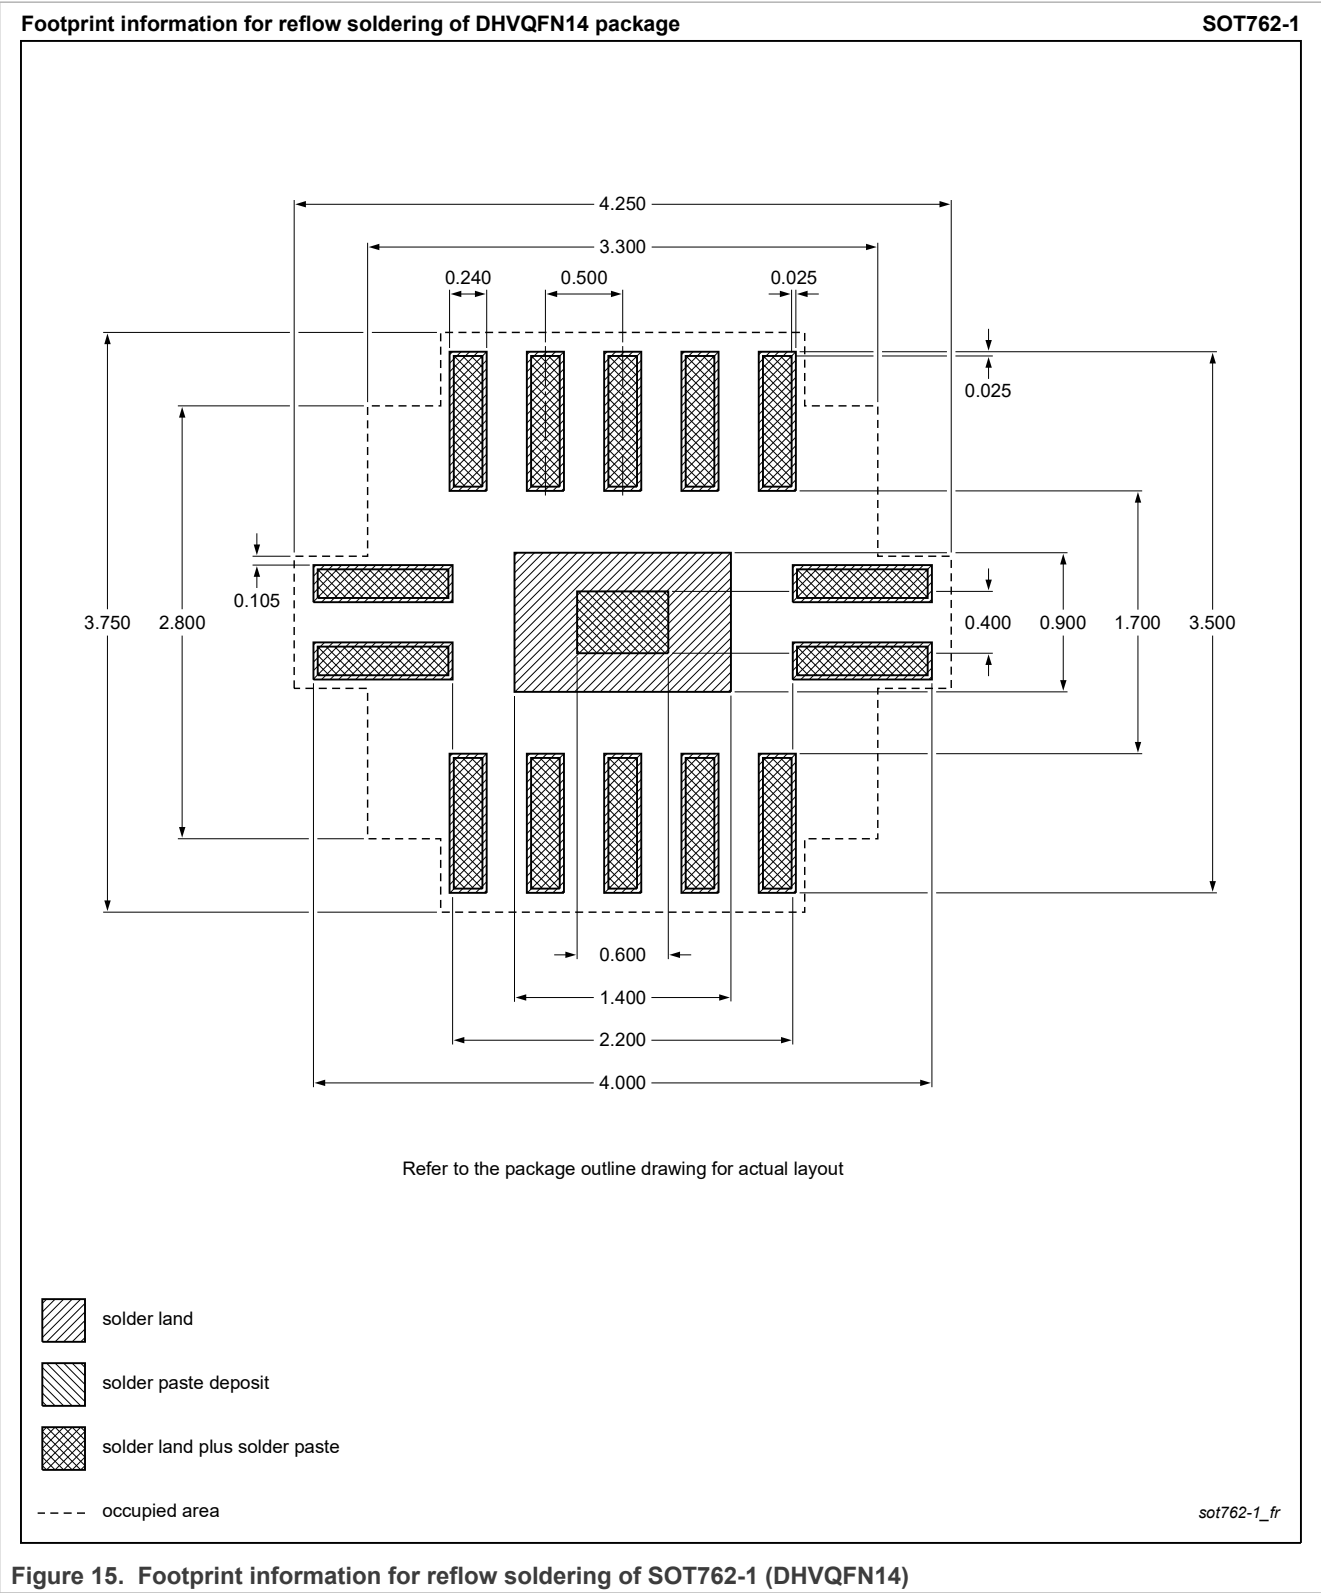 Footprint information for reflow soldering of DHVQFN14 package SOT762-1
4.250
3.300
0.240 0.500 0.025
0.025
0.105
3.750 2.800 0.400 0.900 1.700 3.500
0.600
1.400
2.200
4.000
Refer to the package outline drawing for actual layout
solder land
solder paste deposit
solder land plus solder paste
occupied area
sot762-1_fr
Figure 15. Footprint information for reflow soldering of SOT762-1 (DHVQFN14)